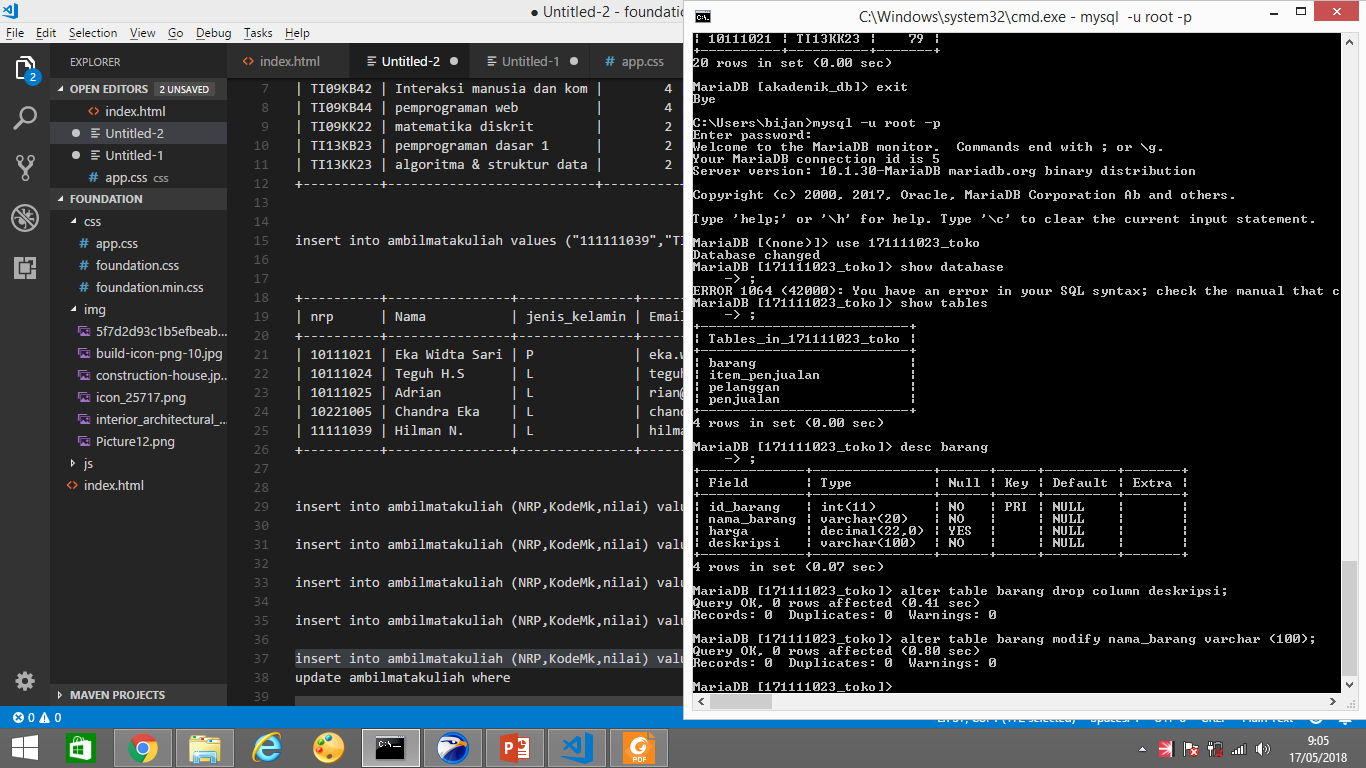 ● Untitled-2 - foundatio
File Edit Selection View Go Debug Tasks Help
EXPLORER
OPEN EDITORS 2 UNSAVED
index.html
Untitled-2
Untitled-1
app.css css
FOUNDATION
css
app.css
foundation.css
foundation.min.css
img
5f7d2d93c1b5efbeab...
build-icon-png-10.jpg
construction-house.jp...
icon_25717.png
interior_architectural_...
Picture12.png
js
index.html
MAVEN PROJECTS
2
index.html Untitled-2 Untitled-1 app.css
7 | TI09KB42 | Interaksi manusia dan kom | 4
8 | TI09KB44 | pemprograman web | 4
9 | TI09KK22 | matematika diskrit | 2
10 | TI13KB23 | pemprograman dasar 1 | 2
11 | TI13KK23 | algoritma & struktur data | 2
12 +----------+---------------------------+--------
13
14
15 insert into ambilmatakuliah values ("111111039","TI
16
17
18 +----------+---------------+---------------+-----
19 | nrp | Nama | jenis_kelamin | Email
20 +----------+---------------+---------------+-----
21 | 10111021 | Eka Widta Sari | P | eka.w
22 | 10111024 | Teguh H.S | L | teguh
23 | 10111025 | Adrian | L | rian@
24 | 10221005 | Chandra Eka | L | chand
25 | 11111039 | Hilman N. | L | hilma
26 +----------+---------------+---------------+-----
27
28
29 insert into ambilmatakuliah (NRP,KodeMk,nilai) valu
30
31 insert into ambilmatakuliah (NRP,KodeMk,nilai) valu
32
33 insert into ambilmatakuliah (NRP,KodeMk,nilai) valu
34
35 insert into ambilmatakuliah (NRP,KodeMk,nilai) valu
36
37 insert into ambilmatakuliah (NRP,KodeMk,nilai) valu
38 update ambilmatakuliah where
39
0 0
C:\Windows\system32\cmd.exe - mysql -u root -p
| 10111021 | TI13KK23 | 79 |
+----------+----------+-------+
20 rows in set (0.00 sec)
MariaDB [akademik_db]> exit
Bye
C:\Users\bijan>mysql -u root -p
Enter password:
Welcome to the MariaDB monitor. Commands end with ; or \g.
Your MariaDB connection id is 5
Server version: 10.1.30-MariaDB mariadb.org binary distribution
Copyright (c) 2000, 2017, Oracle, MariaDB Corporation Ab and others.
Type 'help;' or '\h' for help. Type '\c' to clear the current input statement.
MariaDB [(none)]> use 171111023_toko
Database changed
MariaDB [171111023_toko]> show database
-> ;
ERROR 1064 (42000): You have an error in your SQL syntax; check the manual that c
MariaDB [171111023_toko]> show tables
-> ;
+--------------------------+
| Tables_in_171111023_toko |
+--------------------------+
| barang |
| item_penjualan |
| pelanggan |
| penjualan |
+--------------------------+
4 rows in set (0.00 sec)
MariaDB [171111023_toko]> desc barang
-> ;
+-------------+---------------+------+-----+---------+-------+
| Field | Type | Null | Key | Default | Extra |
+-------------+---------------+------+-----+---------+-------+
| id_barang | int(11) | NO | PRI | NULL | |
| nama_barang | varchar(20) | NO | | NULL | |
| harga | decimal(22,0) | YES | | NULL | |
| deskripsi | varchar(100) | NO | | NULL | |
+-------------+---------------+------+-----+---------+-------+
4 rows in set (0.07 sec)
MariaDB [171111023_toko]> alter table barang drop column deskripsi;
Query OK, 0 rows affected (0.41 sec)
Records: 0 Duplicates: 0 Warnings: 0
MariaDB [171111023_toko]> alter table barang modify nama_barang varchar (100);
Query OK, 0 rows affected (0.80 sec)
Records: 0 Duplicates: 0 Warnings: 0
MariaDB [171111023_toko]>
PDF
9:05
17/05/2018